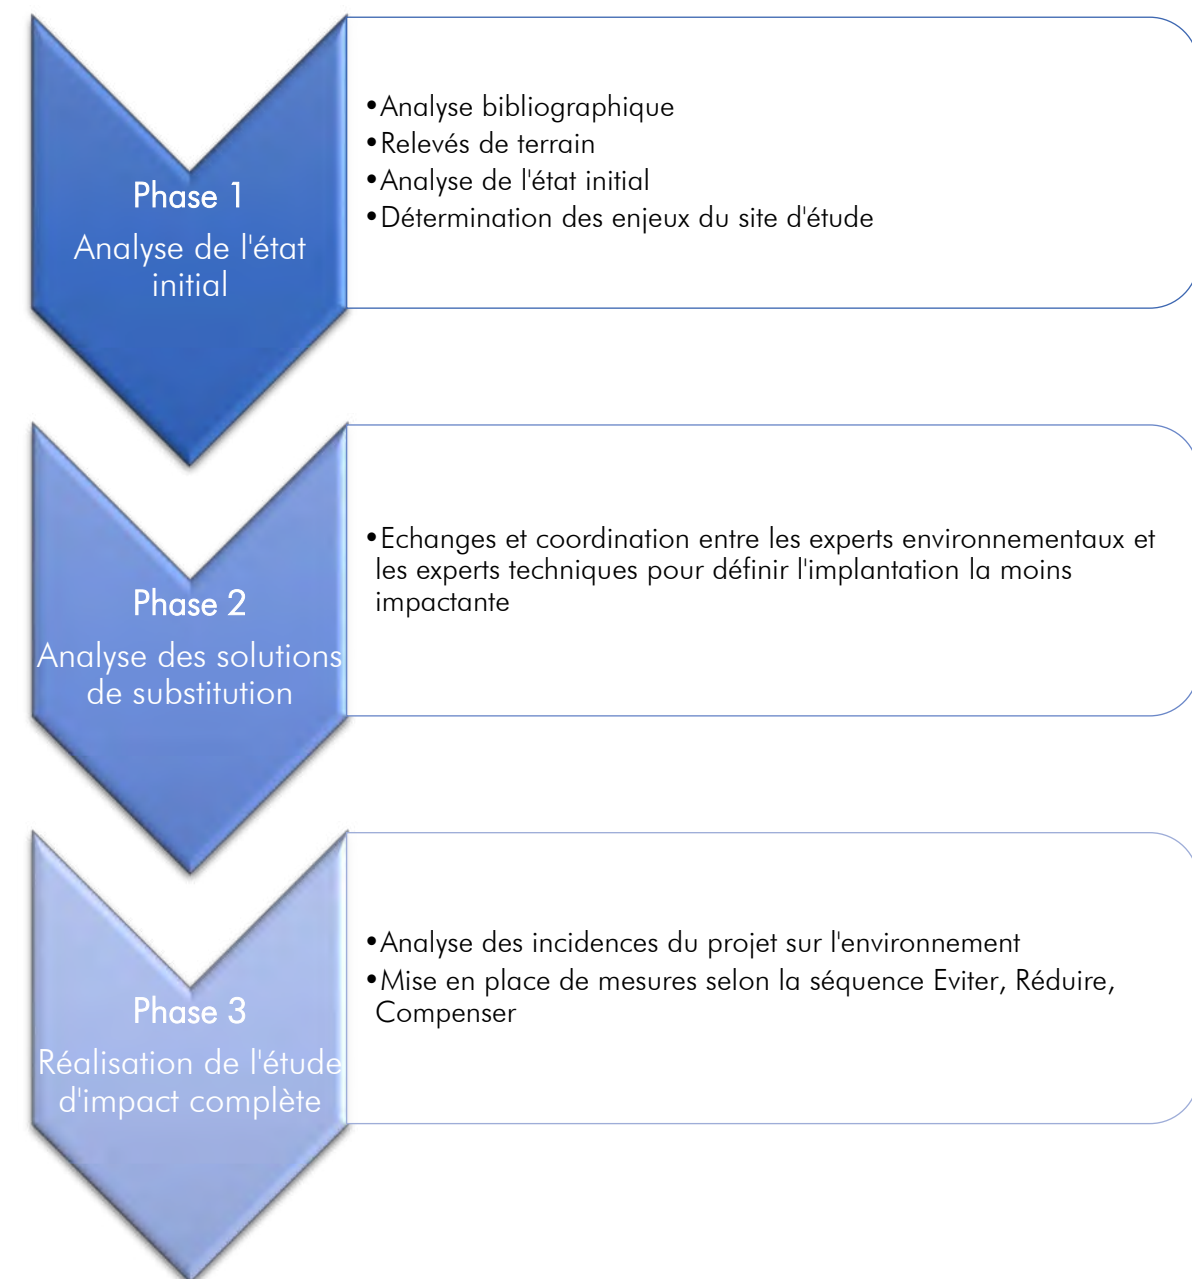 Phase 1
Analyse de l'état
initial
•Analyse bibliographique
•Relevés de terrain
•Analyse de l'état initial
•Détermination des enjeux du site d'étude
Phase 2
Analyse des solutions
de substitution
•Echanges et coordination entre les experts environnementaux et
les experts techniques pour définir l'implantation la moins
impactante
Phase 3
Réalisation de l'étude
d'impact complète
•Analyse des incidences du projet sur l'environnement
•Mise en place de mesures selon la séquence Eviter, Réduire,
Compenser